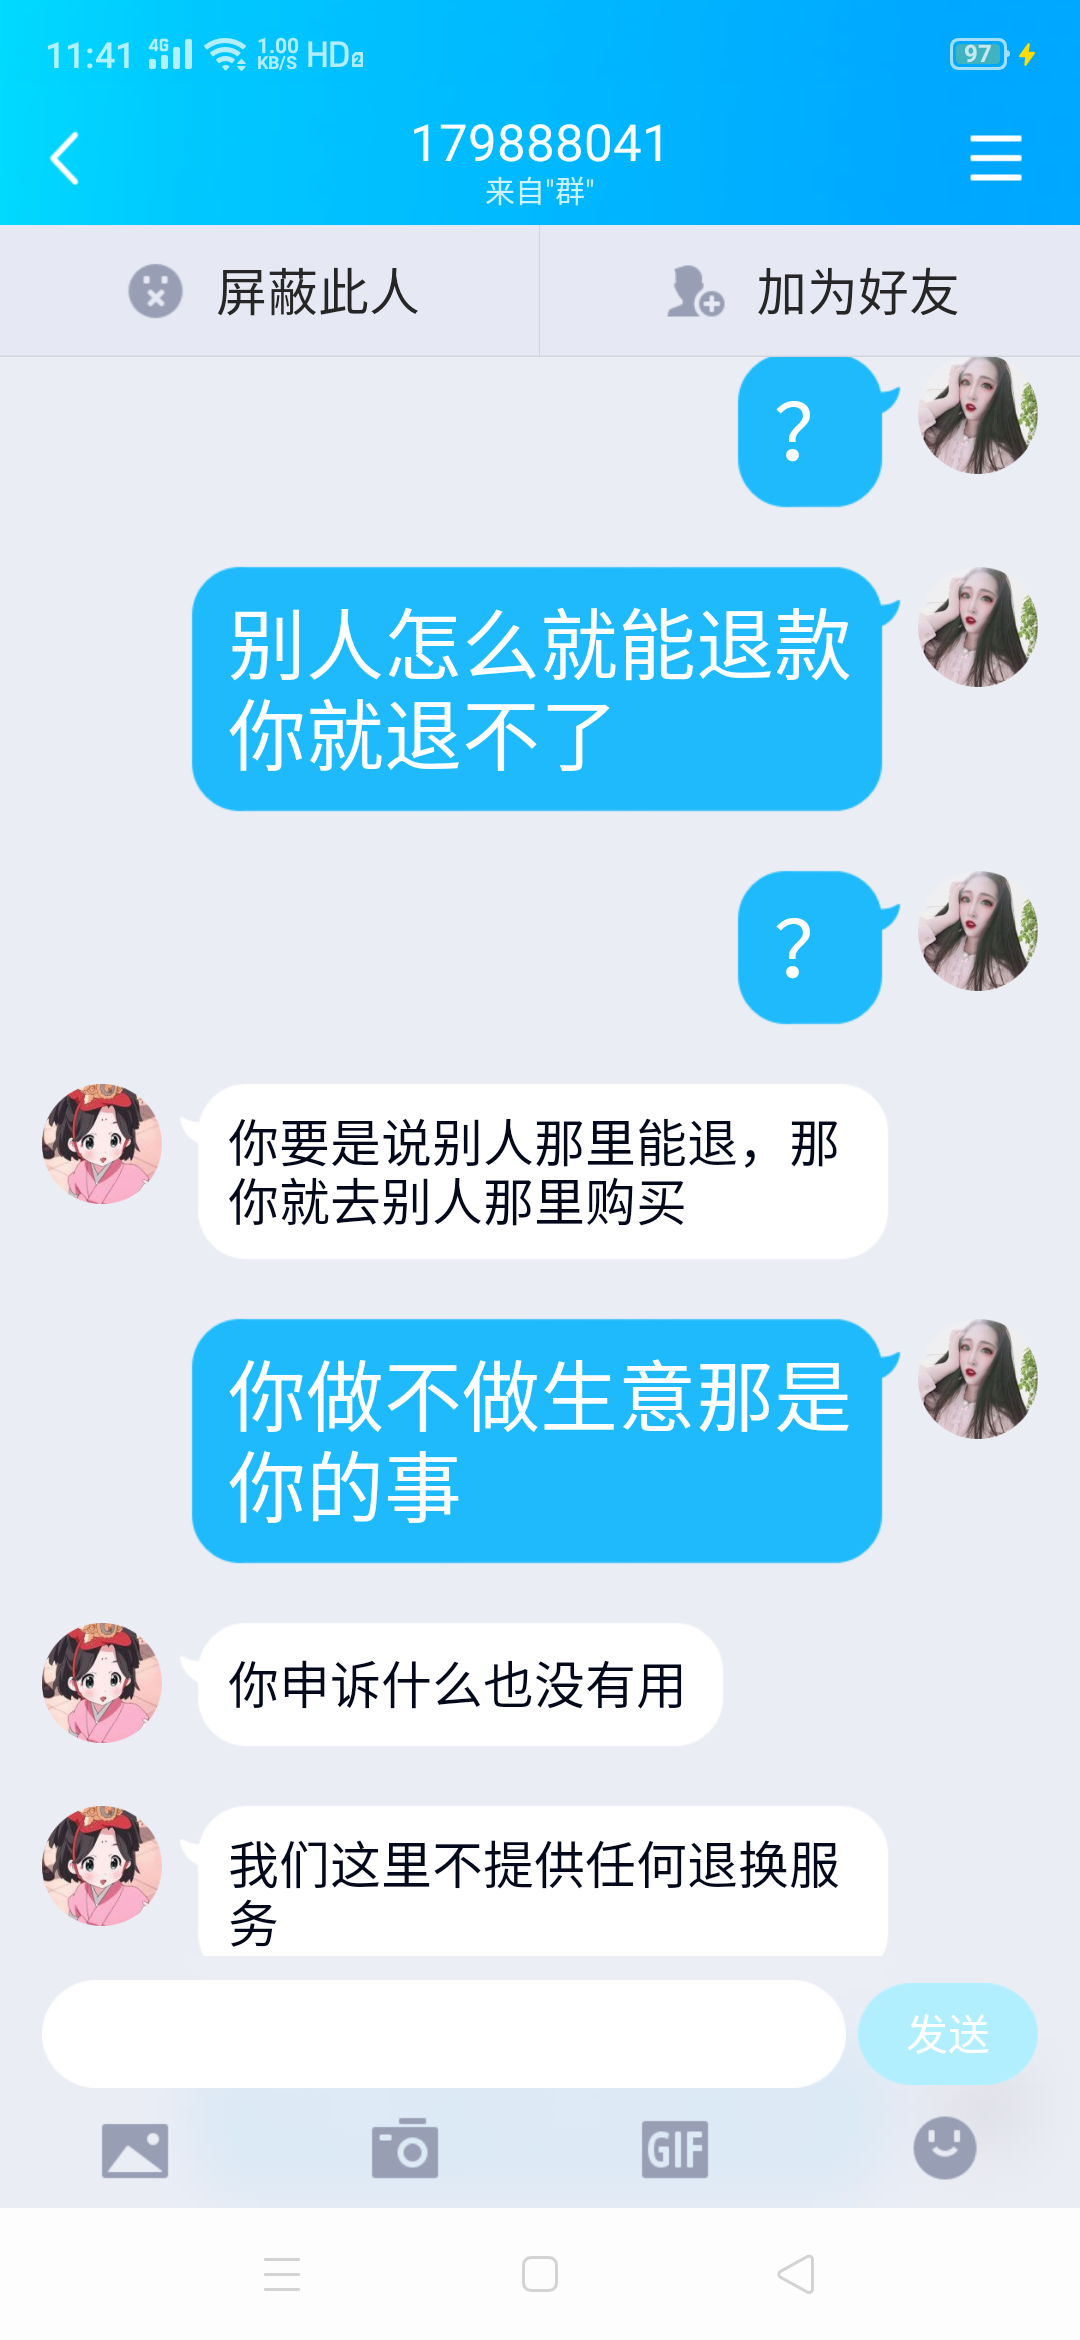 11:41 4G 1.00 KB/S HD2 97
179888041
来自"群"
屏蔽此人 加为好友
？
别人怎么就能退款
你就退不了
？
你要是说别人那里能退，那
你就去别人那里购买
你做不做生意那是
你的事
你申诉什么也没有用
我们这里不提供任何退换服
务
发送
GIF